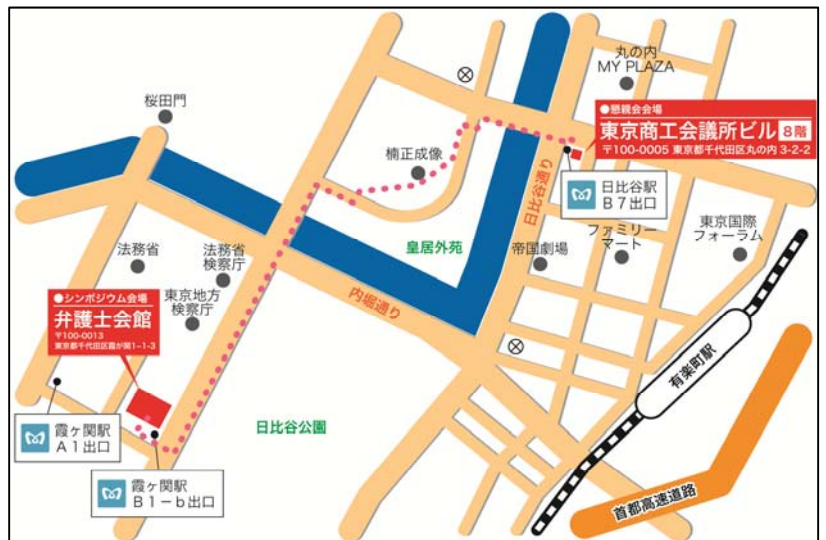 丸の内
MY PLAZA
桜田門
●懇親会会場
東京商工会議所ビル 8階
〒100-0005 東京都千代田区丸の内 3-2-2
楠正成像
日比谷通り
日比谷駅
B7出口
皇居外苑
帝国劇場
ファミリー
マート
東京国際
フォーラム
法務省
法務省
検察庁
東京地方
検察庁
内堀通り
●シンポジウム会場
弁護士会館
〒100-0013
東京都千代田区霞が関1-1-3
有楽町駅
霞ヶ関駅
A1出口
日比谷公園
霞ヶ関駅
B1-b出口
首都高速道路